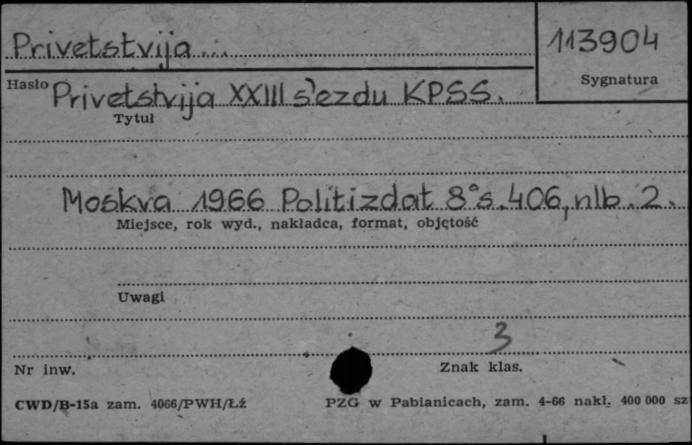 Privetstvija...
113904
Hasło
Sygnatura
Privetstvija XXIII s'ezdu KPSS.
Tytuł
Moskva 1966 Politizdat 8° s. 406, nlb. 2.
Miejsce, rok wyd., nakładca, format, objętość
Uwagi
3
Nr inw.
Znak klas.
CWD/B-15a zam. 4066/PWH/Łź
PZG w Pabianicach, zam. 4-66 nakł. 400 000 sz